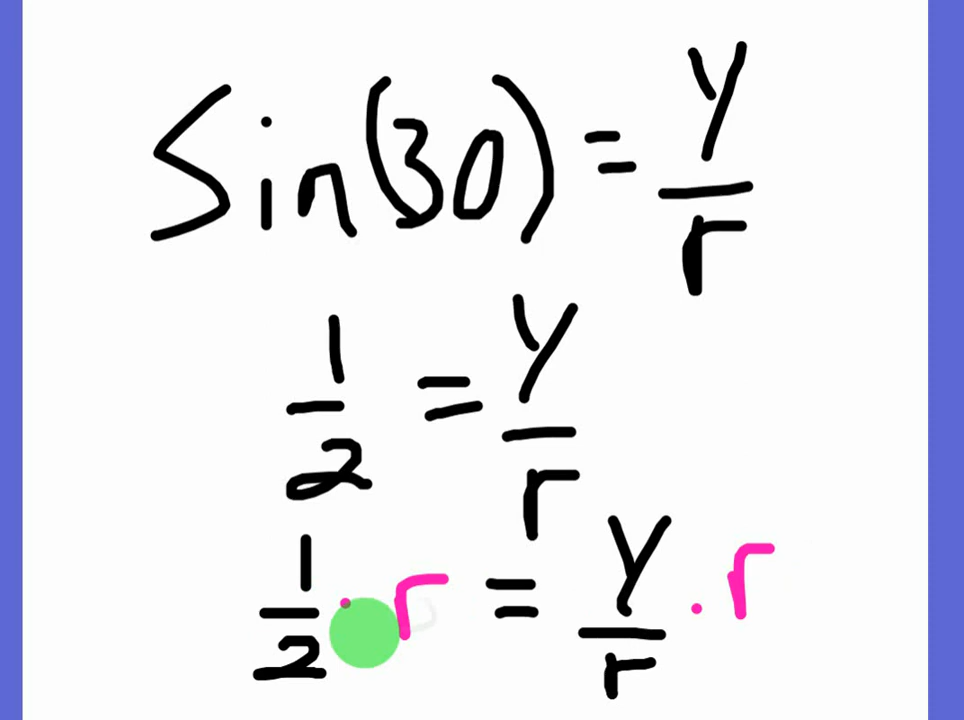 Sin(30) = y/r
1/2 = y/r
1/2 · r = y/r · r